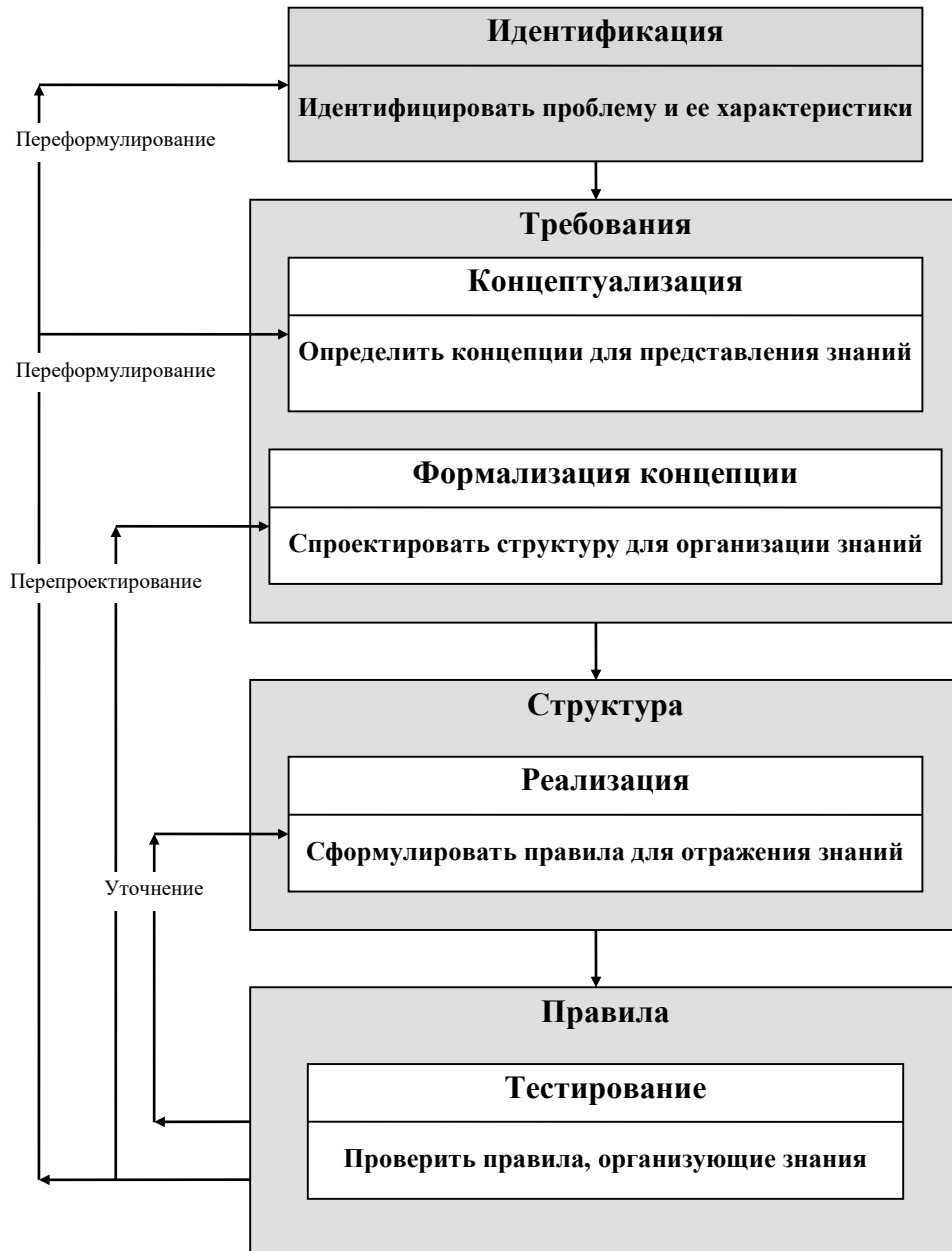 Идентификация
Идентифицировать проблему и ее характеристики
Переформулирование
Требования
Концептуализация
Определить концепции для представления знаний
Переформулирование
Формализация концепции
Спроектировать структуру для организации знаний
Перепроектирование
Структура
Реализация
Сформулировать правила для отражения знаний
Уточнение
Правила
Тестирование
Проверить правила, организующие знания